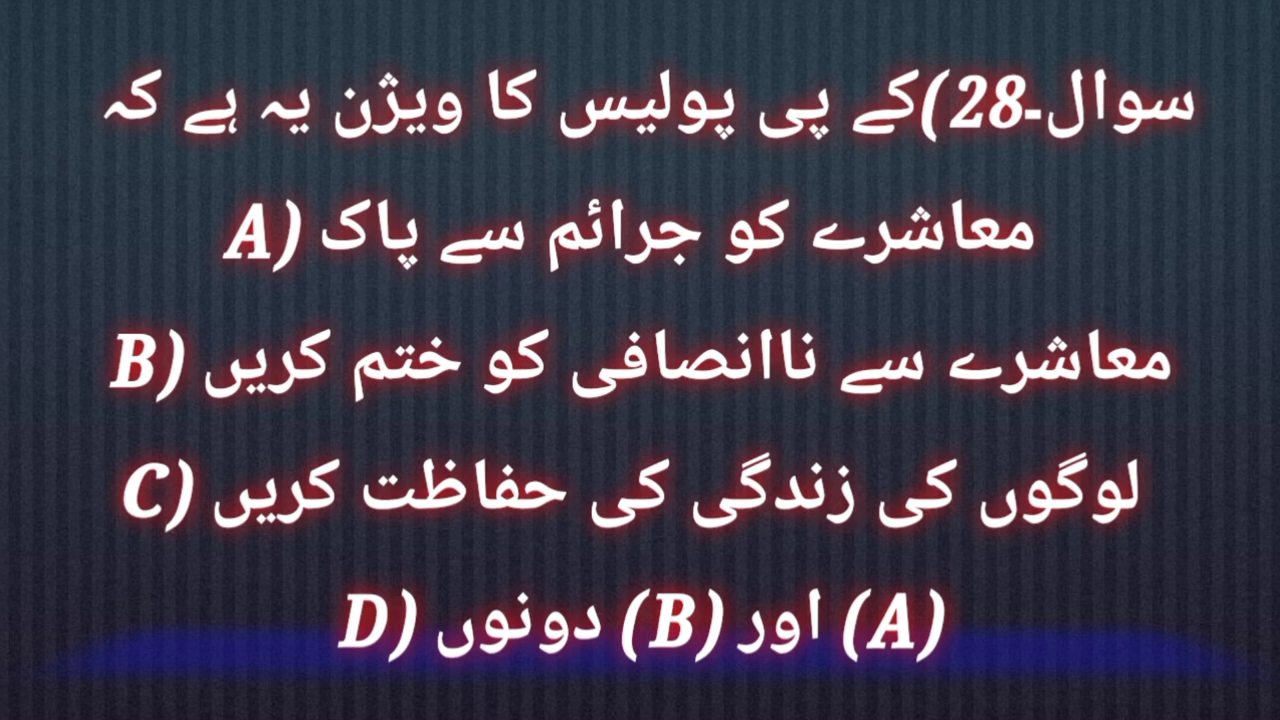 سوال۔28)کے پی پولیس کا ویژن یہ ہے کہ
معاشرے کو جرائم سے پاک (A
معاشرے سے ناانصافی کو ختم کریں (B
لوگوں کی زندگی کی حفاظت کریں (C
(A) اور (B) دونوں (D